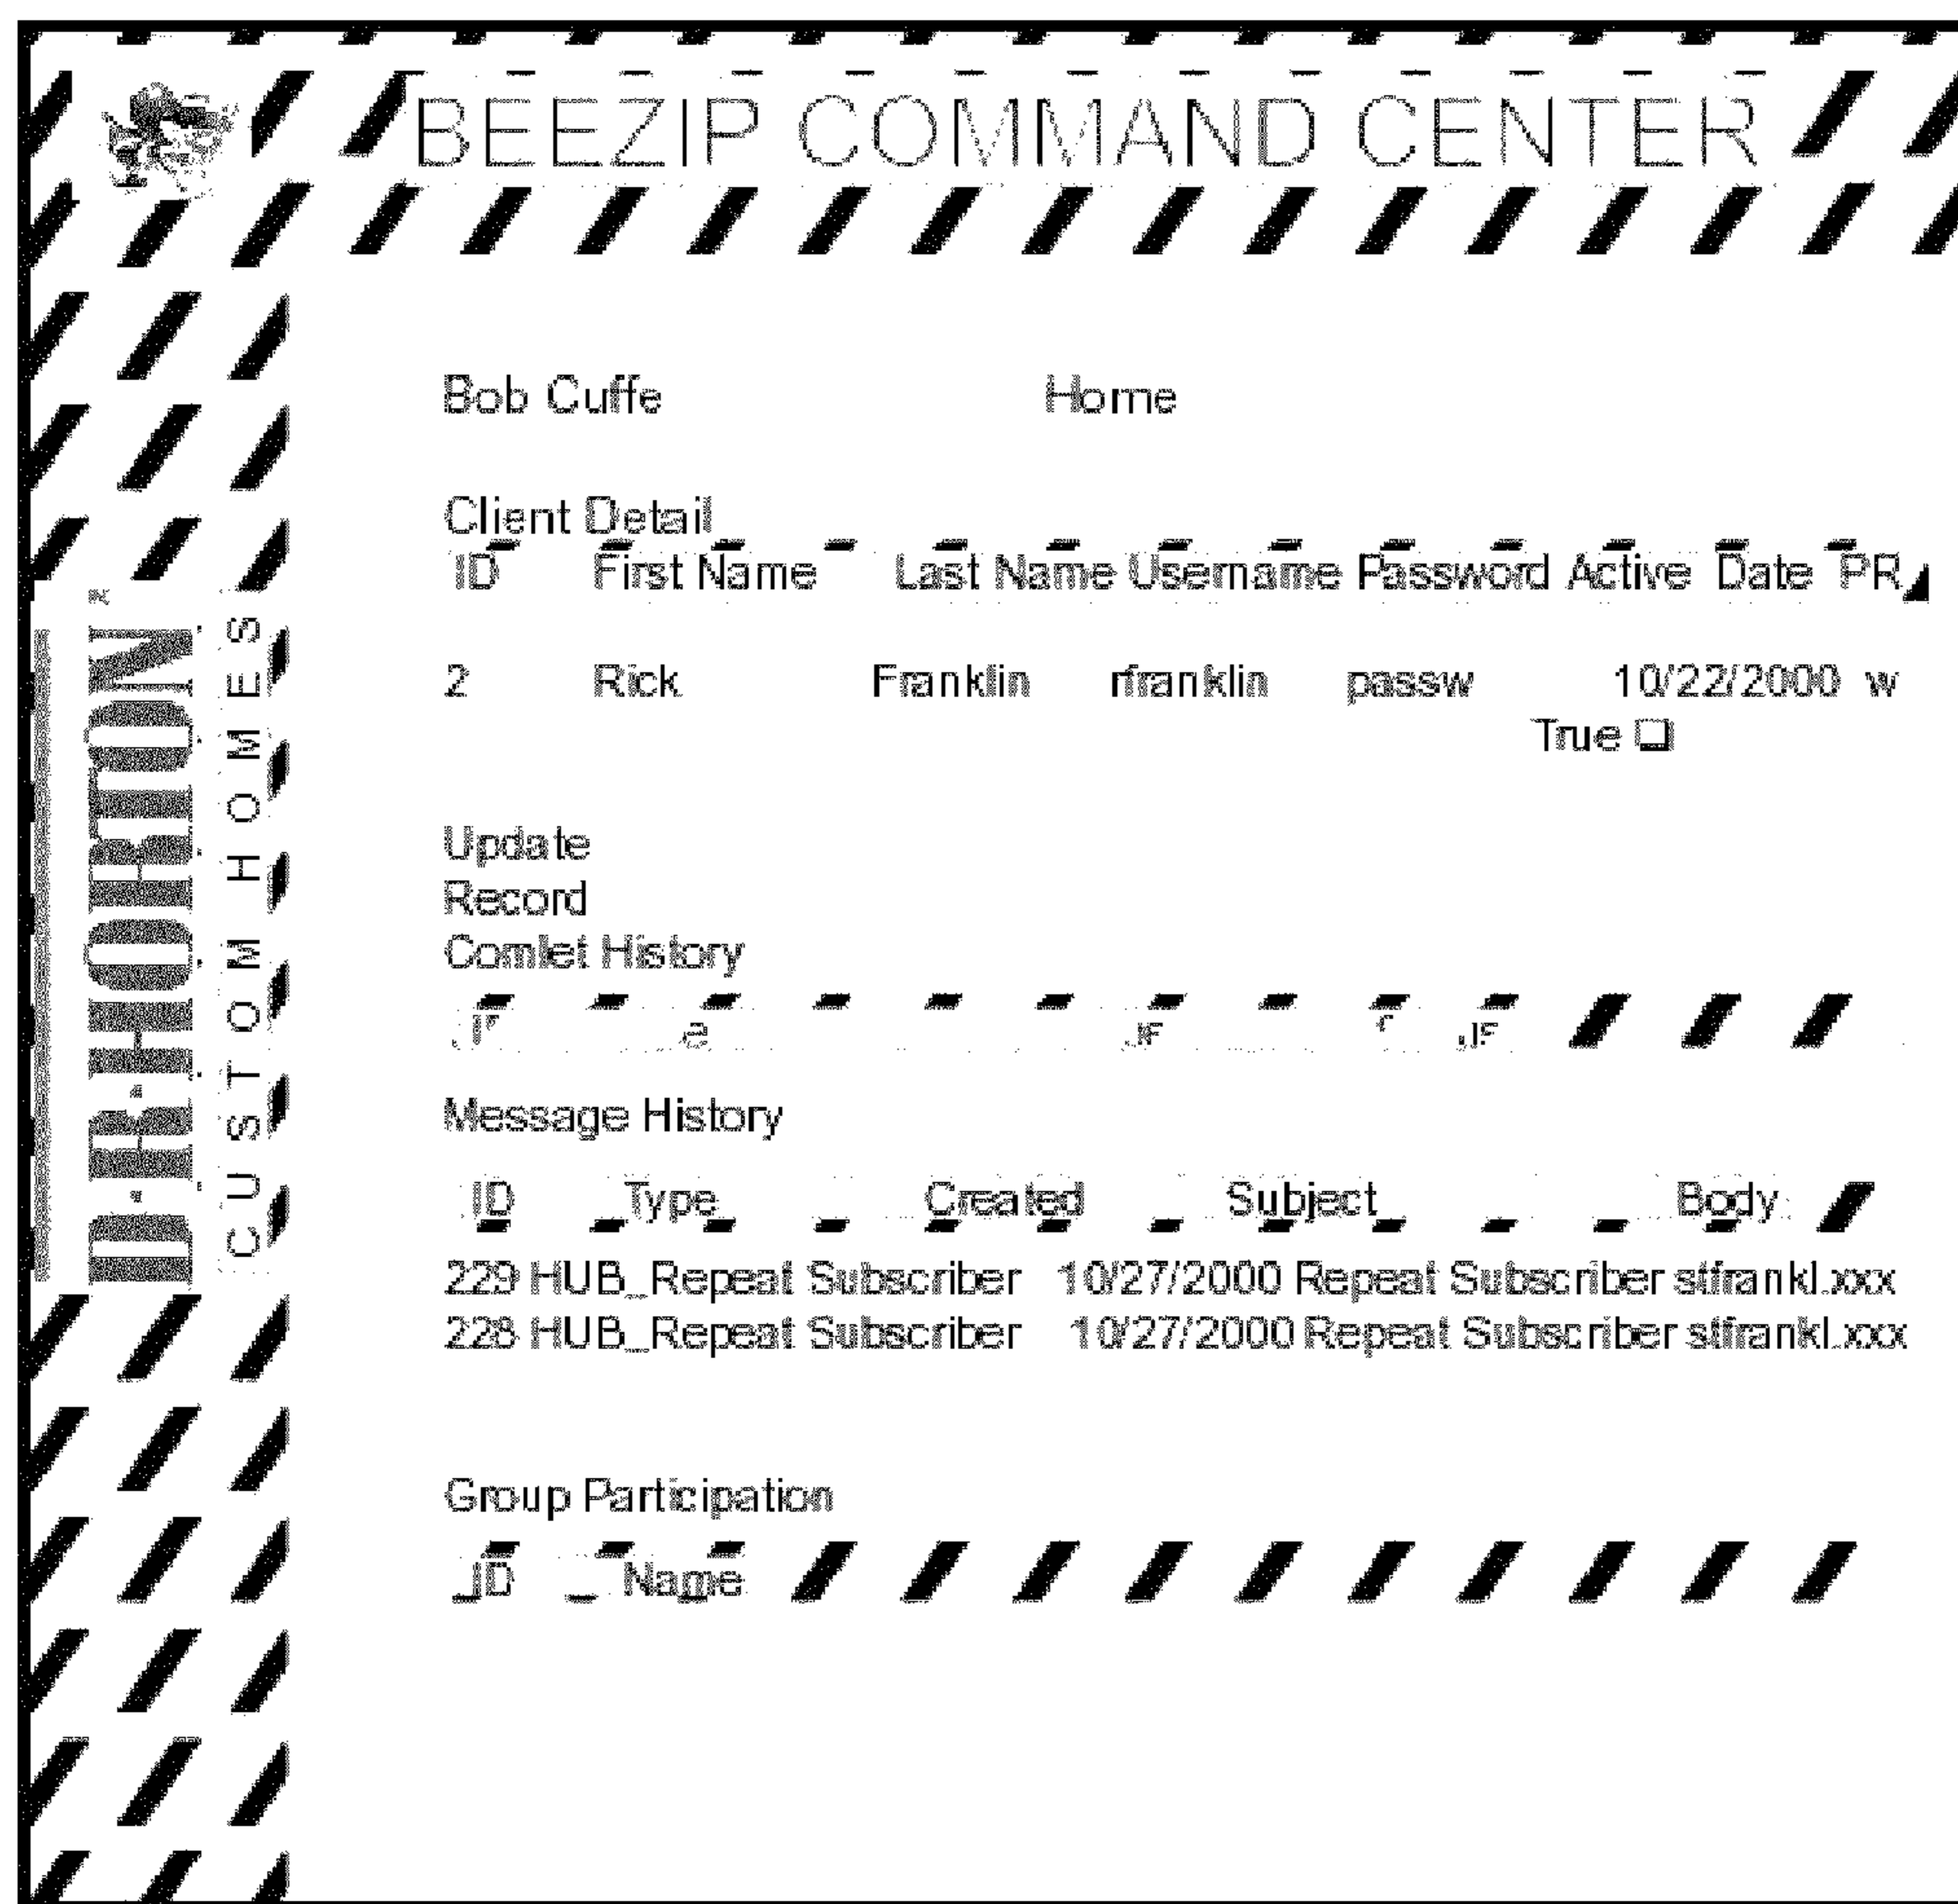 BEEZIP COMMAND CENTER
D·R·HORTON
CUSTOM HOMES
Bob Cuffe Home
Client Detail
ID First Name Last Name Username Password Active Date PR
2 Rick Franklin rfranklin passw 10/22/2000 w
True
Update
Record
Comlet History
Message History
ID Type Created Subject Body
229 HUB_Repeat Subscriber 10/27/2000 Repeat Subscriber stfrankl.xxx
228 HUB_Repeat Subscriber 10/27/2000 Repeat Subscriber stfrankl.xxx
Group Participation
ID Name